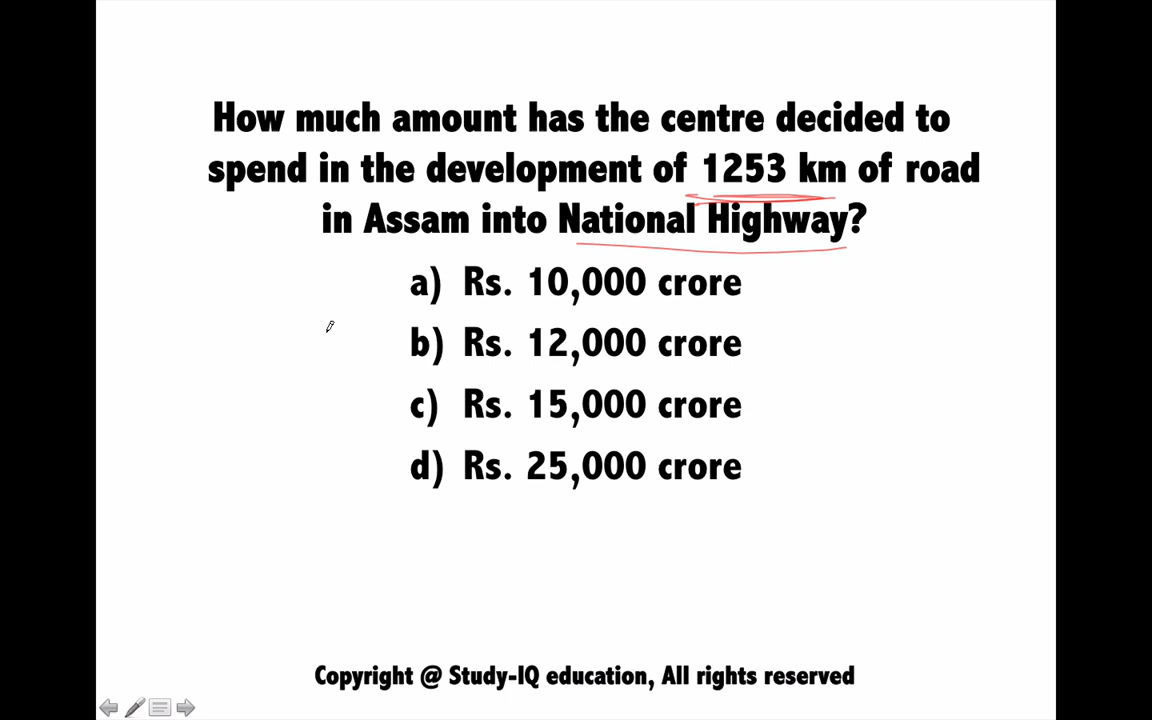 How much amount has the centre decided to
spend in the development of 1253 km of road
in Assam into National Highway?
a) Rs. 10,000 crore
b) Rs. 12,000 crore
c) Rs. 15,000 crore
d) Rs. 25,000 crore
Copyright @ Study-IQ education, All rights reserved